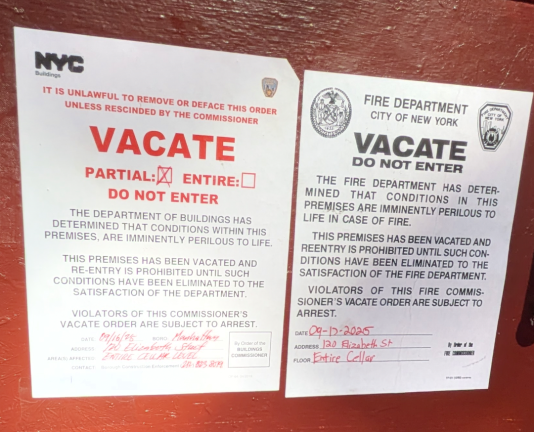 NYC
Buildings
IT IS UNLAWFUL TO REMOVE OR DEFACE THIS ORDER
UNLESS RESCINDED BY THE COMMISSIONER
VACATE
PARTIAL: ☒ ENTIRE: ☐
DO NOT ENTER
THE DEPARTMENT OF BUILDINGS HAS
DETERMINED THAT CONDITIONS WITHIN THIS
PREMISES, ARE IMMINENTLY PERILOUS TO LIFE.
THIS PREMISES HAS BEEN VACATED AND
RE-ENTRY IS PROHIBITED UNTIL SUCH
CONDITIONS HAVE BEEN ELIMINATED TO THE
SATISFACTION OF THE DEPARTMENT.
VIOLATORS OF THIS COMMISSIONER'S
VACATE ORDER ARE SUBJECT TO ARREST.
DATE:
ADDRESS: 120 Elizabeth Street
AREA(S) AFFECTED: ENTIRE CELLAR LEVEL
CONTACT:
By Order of the
BUILDINGS
COMMISSIONER
FIRE DEPARTMENT
CITY OF NEW YORK
VACATE
DO NOT ENTER
THE FIRE DEPARTMENT HAS DETER-
MINED THAT CONDITIONS IN THIS
PREMISES ARE IMMINENTLY PERILOUS TO
LIFE IN CASE OF FIRE.
THIS PREMISES HAS BEEN VACATED AND
REENTRY IS PROHIBITED UNTIL SUCH CON-
DITIONS HAVE BEEN ELIMINATED TO THE
SATISFACTION OF THE FIRE DEPARTMENT.
VIOLATORS OF THIS FIRE COMMIS-
SIONER'S VACATE ORDER ARE SUBJECT TO
ARREST.
DATE 09-17-2025
ADDRESS 120 Elizabeth St
FLOOR Entire Cellar
By Order of the
FIRE COMMISSIONER